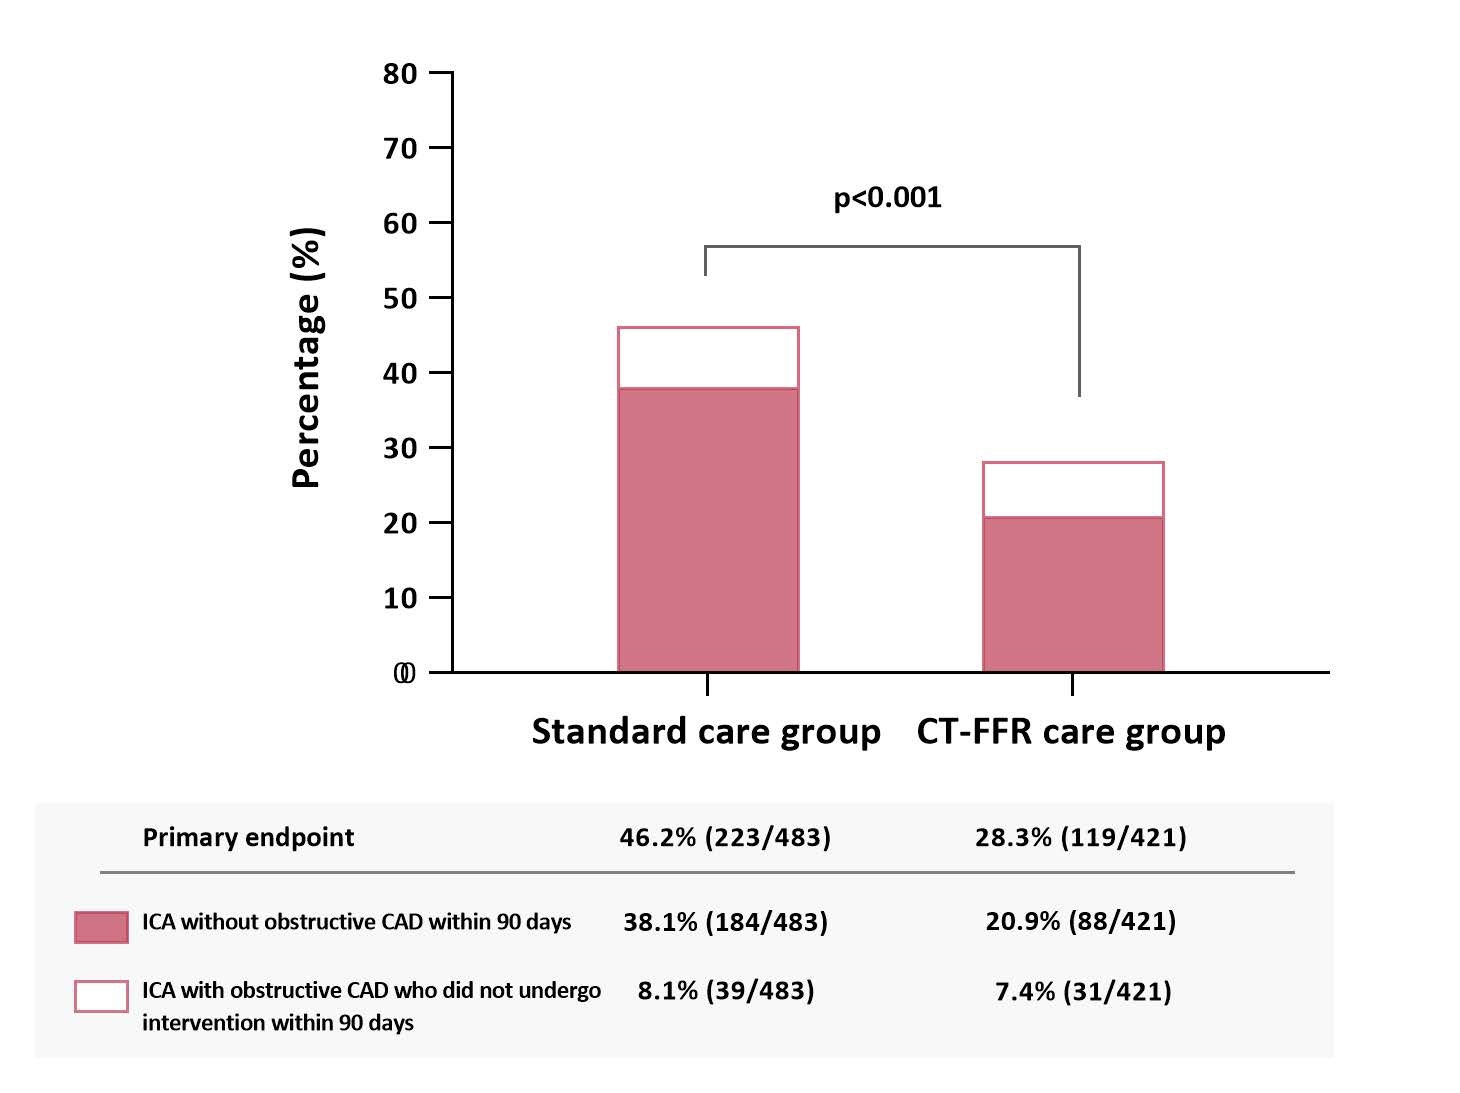 80
70
60
50
40
30
20
10
00
Percentage (%)
p<0.001
Standard care group CT-FFR care group
Primary endpoint 46.2% (223/483) 28.3% (119/421)
ICA without obstructive CAD within 90 days 38.1% (184/483) 20.9% (88/421)
ICA with obstructive CAD who did not undergo 8.1% (39/483) 7.4% (31/421)
intervention within 90 days